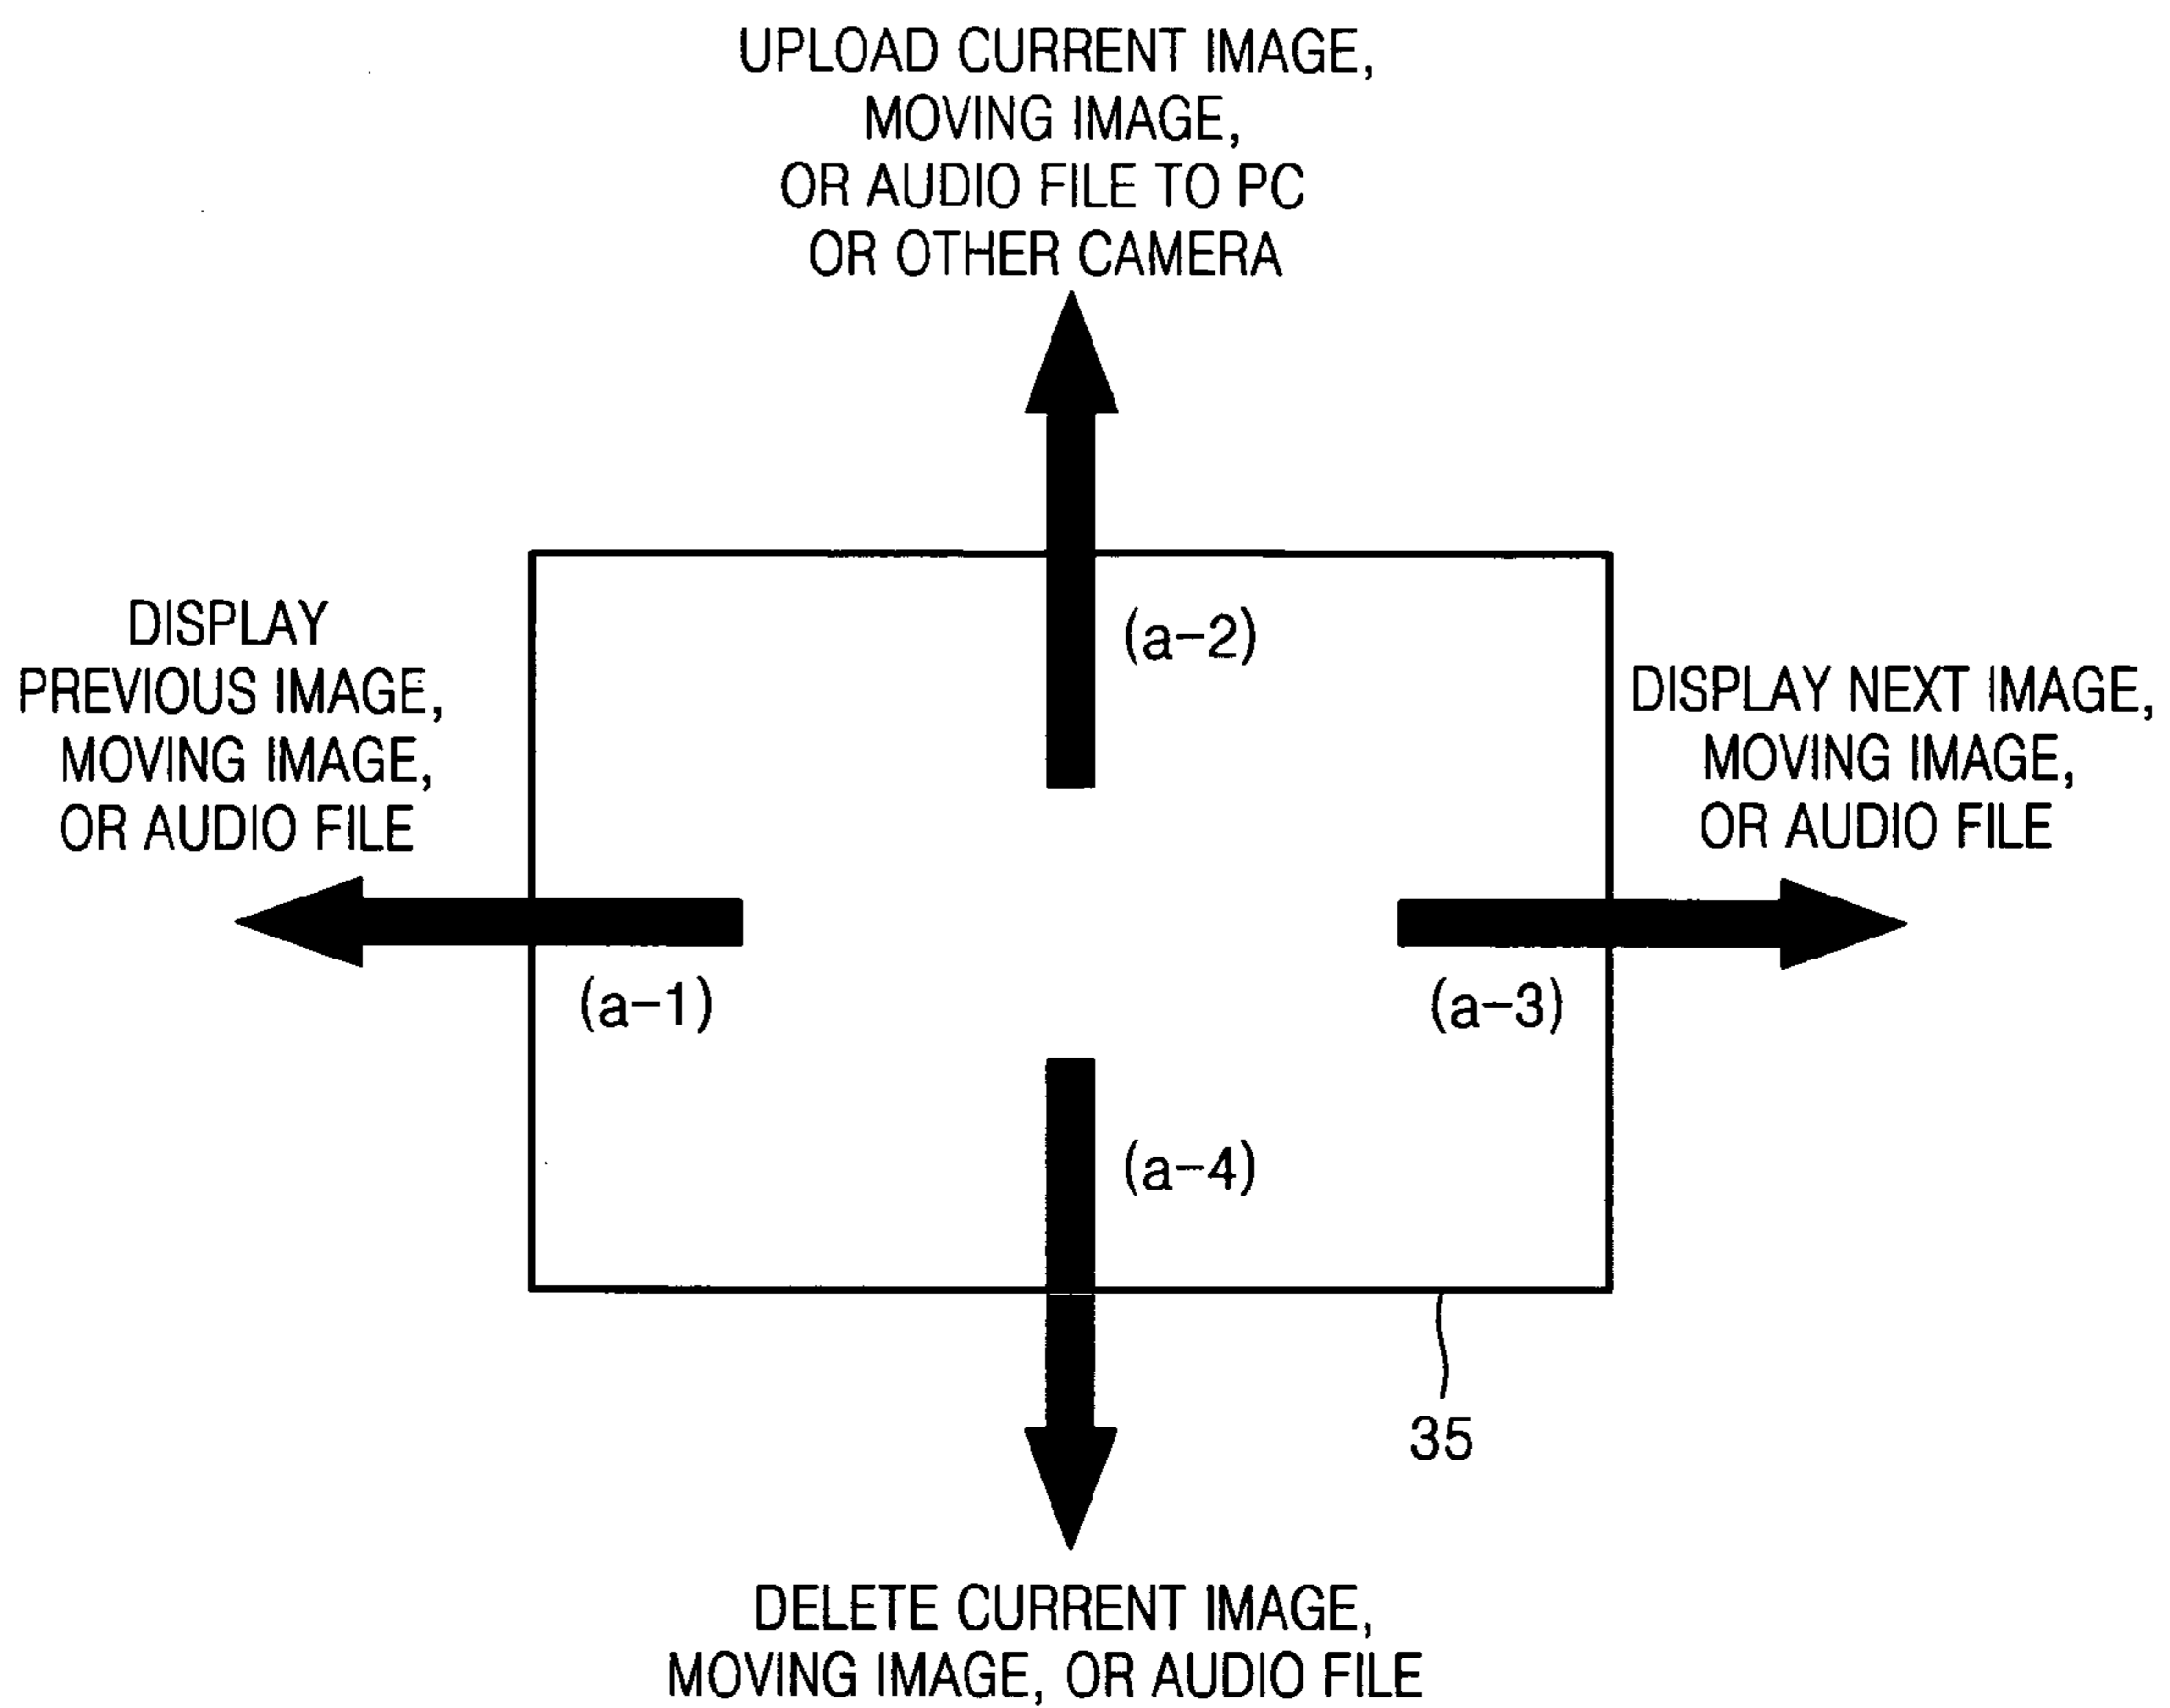 UPLOAD CURRENT IMAGE,
MOVING IMAGE,
OR AUDIO FILE TO PC
OR OTHER CAMERA
(a-2)
DISPLAY
PREVIOUS IMAGE,
MOVING IMAGE,
OR AUDIO FILE
DISPLAY NEXT IMAGE,
MOVING IMAGE,
OR AUDIO FILE
(a-1)
(a-3)
(a-4)
35
DELETE CURRENT IMAGE,
MOVING IMAGE, OR AUDIO FILE